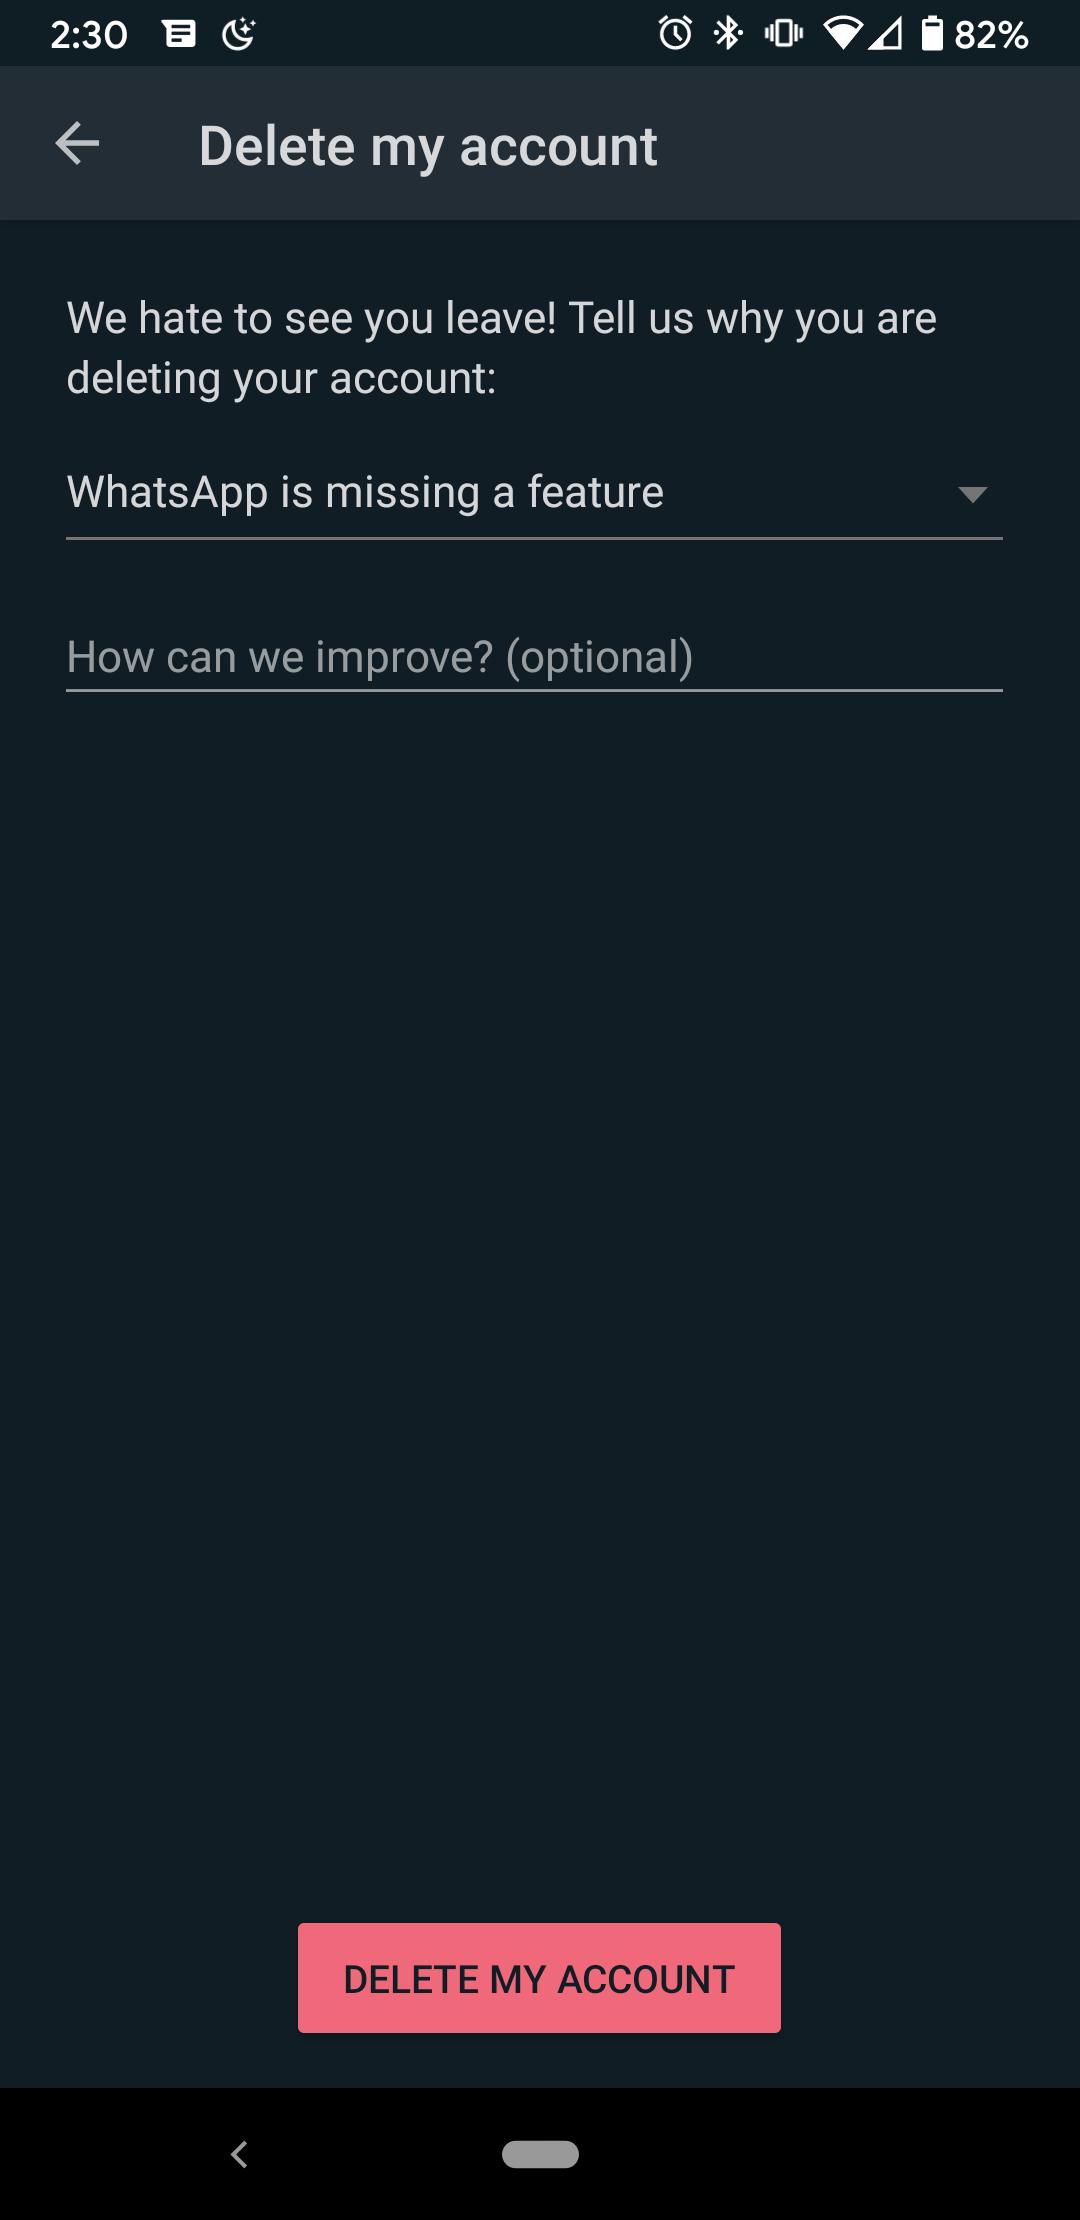 2:30
82%
Delete my account
We hate to see you leave! Tell us why you are
deleting your account:
WhatsApp is missing a feature
How can we improve? (optional)
DELETE MY ACCOUNT